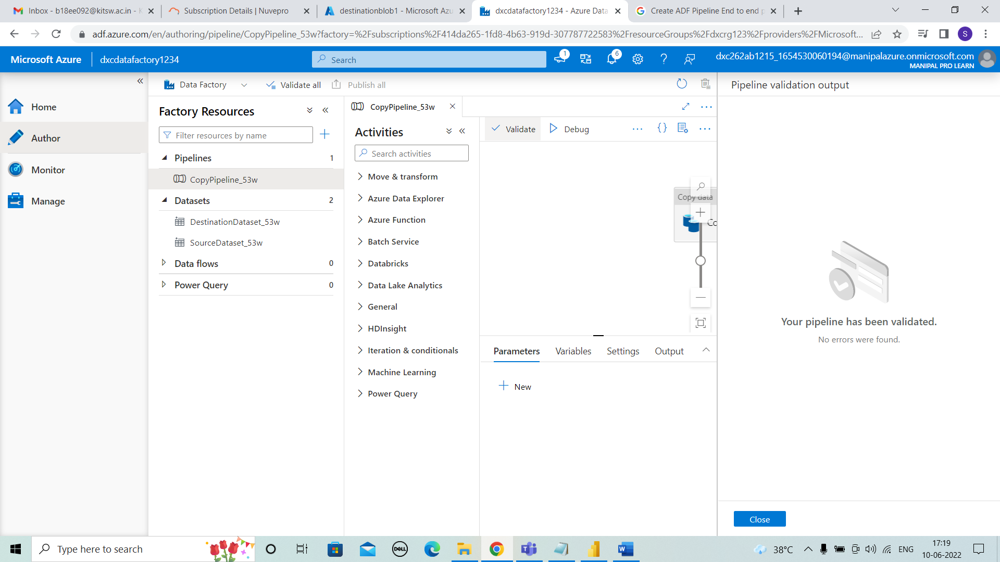 Inbox - b18ee092@kitsw.ac.in - K
Subscription Details | Nuvepro
destinationblob1 - Microsoft Azu
dxcdatafactory1234 - Azure Data
Create ADF Pipeline End to end p
adf.azure.com/en/authoring/pipeline/CopyPipeline_53w?factory=%2Fsubscriptions%2F414da265-1fd8-4b63-919d-307787722583%2FresourceGroups%2Fdxcrg123%2Fproviders%2FMicrosoft...
S
Microsoft Azure
dxcdatafactory1234
Search
1
6
dxc262ab1215_1654530060194@manipalazure.onmicrosoft.com
MANIPAL PRO LEARN
Home
Author
Monitor
Manage
Data Factory
Validate all
Publish all
Factory Resources
Filter resources by name
Pipelines 1
CopyPipeline_53w
Datasets 2
DestinationDataset_53w
SourceDataset_53w
Data flows 0
Power Query 0
CopyPipeline_53w
Activities
Search activities
Move & transform
Azure Data Explorer
Azure Function
Batch Service
Databricks
Data Lake Analytics
General
HDInsight
Iteration & conditionals
Machine Learning
Power Query
Validate
Debug
{}
Copy data
Co
Parameters
Variables
Settings
Output
New
Pipeline validation output
Your pipeline has been validated.
No errors were found.
Close
Type here to search
DELL
38°C
ENG
17:19
10-06-2022